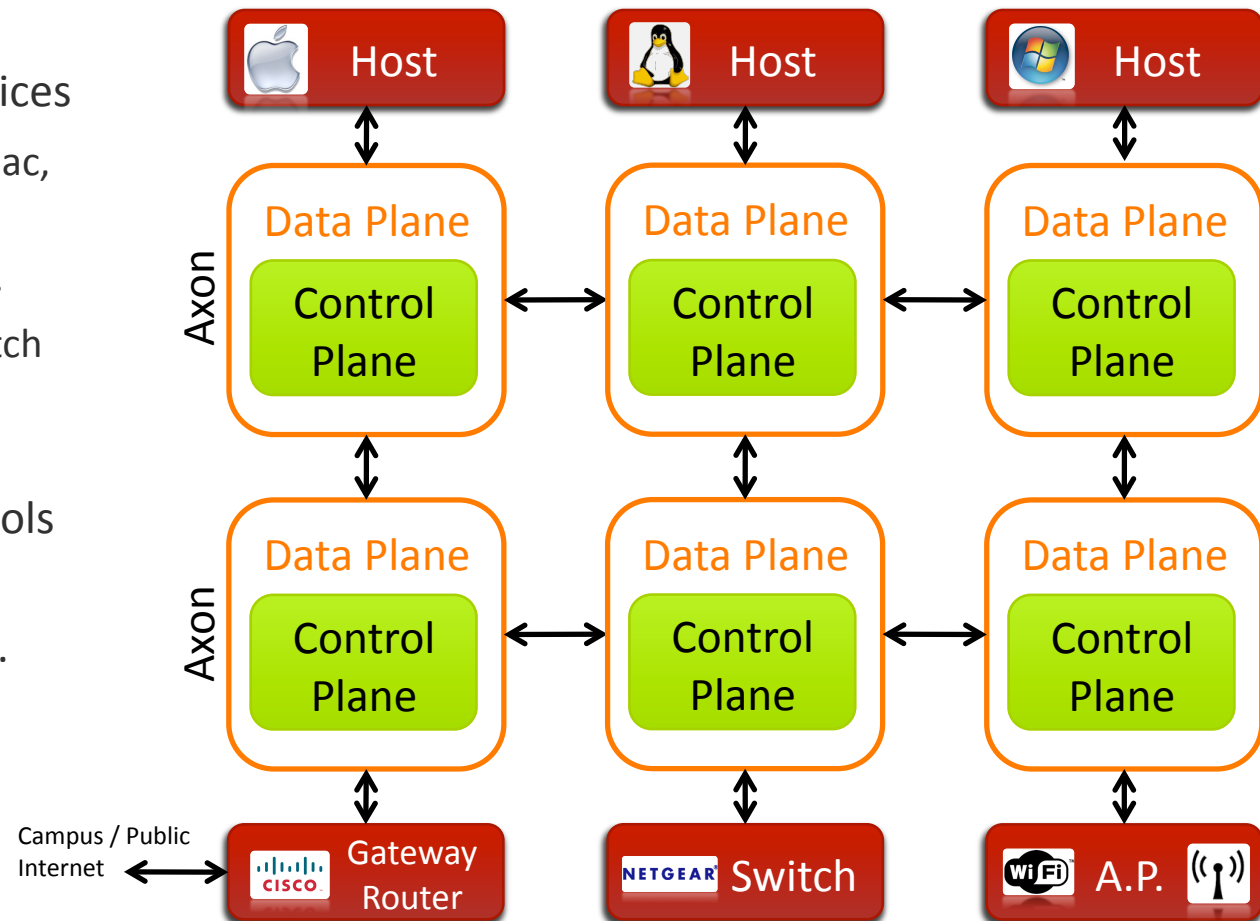 ices
ac,
tch
ols
.
Host
Host
Host
Axon
Data Plane
Control
Plane
Data Plane
Control
Plane
Data Plane
Control
Plane
Axon
Data Plane
Control
Plane
Data Plane
Control
Plane
Data Plane
Control
Plane
Campus / Public
Internet
CISCO
Gateway
Router
NETGEAR®
Switch
Wi Fi™
A.P.